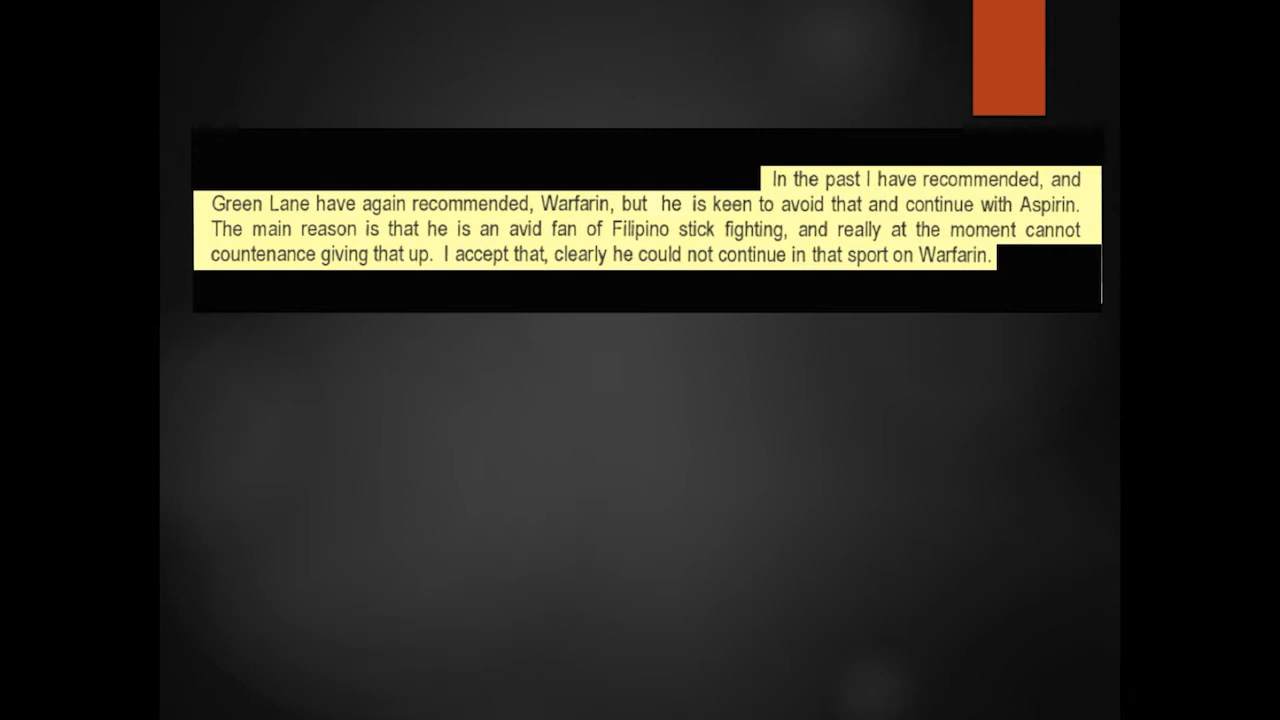 In the past I have recommended, and
Green Lane have again recommended, Warfarin, but he is keen to avoid that and continue with Aspirin.
The main reason is that he is an avid fan of Filipino stick fighting, and really at the moment cannot
countenance giving that up. I accept that, clearly he could not continue in that sport on Warfarin.